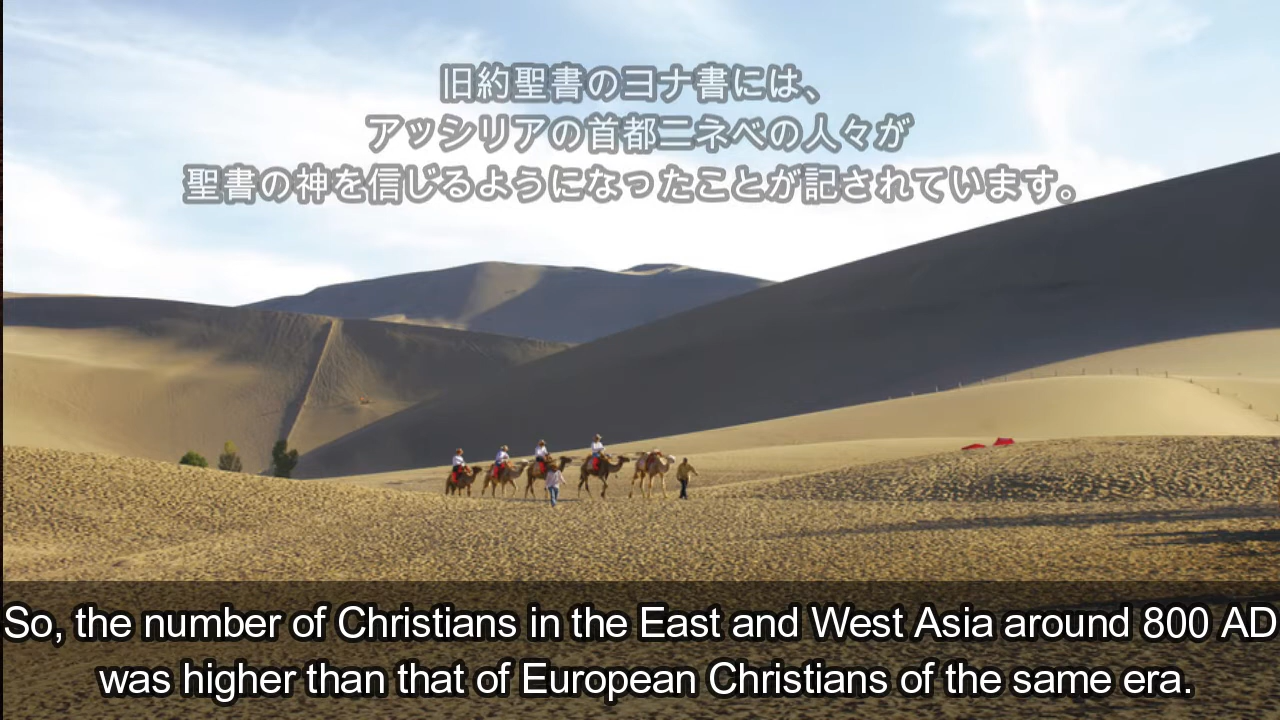 旧約聖書のヨナ書には、
アッシリアの首都ニネベの人々が
聖書の神を信じるようになったことが記されています。
So, the number of Christians in the East and West Asia around 800 AD
was higher than that of European Christians of the same era.